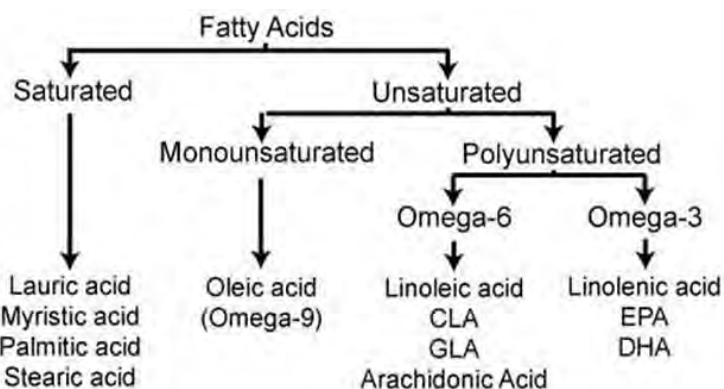 Fatty Acids
Saturated Unsaturated
Monounsaturated Polyunsaturated
Omega-6 Omega-3
Lauric acid Oleic acid Linoleic acid Linolenic acid
Myristic acid (Omega-9) CLA EPA
Palmitic acid GLA DHA
Stearic acid Arachidonic Acid